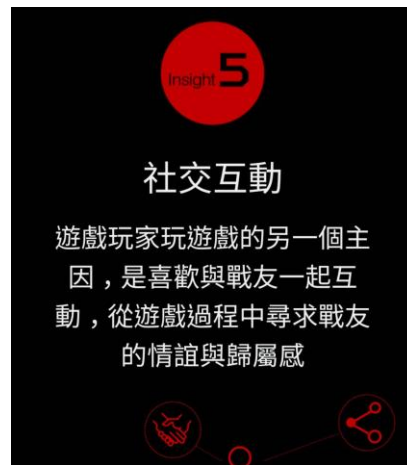 Insight 5
社交互動
遊戲玩家玩遊戲的另一個主
因，是喜歡與戰友一起互
動，從遊戲過程中尋求戰友
的情誼與歸屬感